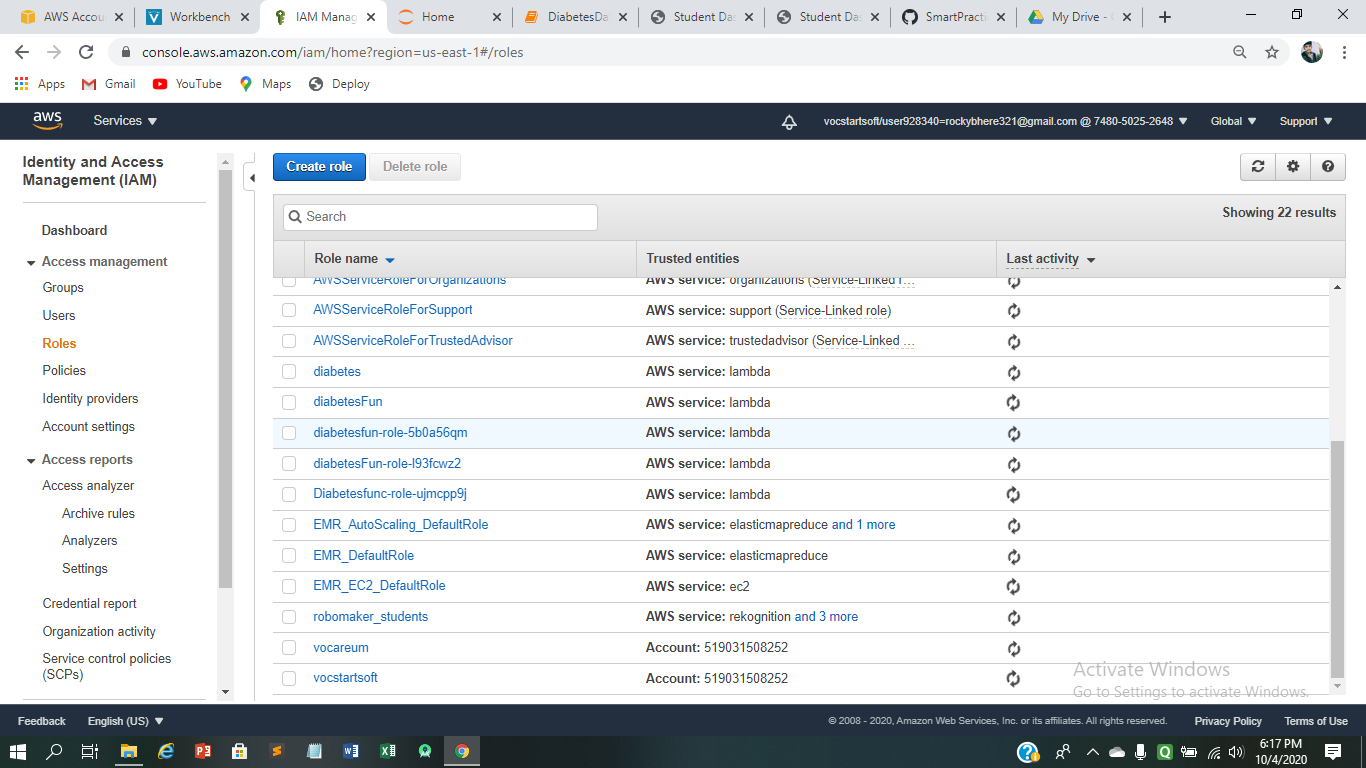 AWS Accou
Workbench
IAM Manag
Home
DiabetesDa
Student Da
Student Da
SmartPracti
My Drive -
console.aws.amazon.com/iam/home?region=us-east-1#/roles
Apps
Gmail
YouTube
Maps
Deploy
aws
Services
vocstartsoft/user928340=rockybhere321@gmail.com @ 7480-5025-2648
Global
Support
Identity and Access
Management (IAM)
Dashboard
Access management
Groups
Users
Roles
Policies
Identity providers
Account settings
Access reports
Access analyzer
Archive rules
Analyzers
Settings
Credential report
Organization activity
Service control policies
(SCPs)
Create role
Delete role
Search
Showing 22 results
Role name Trusted entities Last activity
AWSServiceRoleForOrganizations AWS service: organizations (Service-Linked r…
AWSServiceRoleForSupport AWS service: support (Service-Linked role)
AWSServiceRoleForTrustedAdvisor AWS service: trustedadvisor (Service-Linked …
diabetes AWS service: lambda
diabetesFun AWS service: lambda
diabetesfun-role-5b0a56qm AWS service: lambda
diabetesFun-role-l93fcwz2 AWS service: lambda
Diabetesfunc-role-ujmcpp9j AWS service: lambda
EMR_AutoScaling_DefaultRole AWS service: elasticmapreduce and 1 more
EMR_DefaultRole AWS service: elasticmapreduce
EMR_EC2_DefaultRole AWS service: ec2
robomaker_students AWS service: rekognition and 3 more
vocareum Account: 519031508252
vocstartsoft Account: 519031508252
Activate Windows
Go to Settings to activate Windows.
Feedback
English (US)
© 2008 - 2020, Amazon Web Services, Inc. or its affiliates. All rights reserved.
Privacy Policy
Terms of Use
6:17 PM
10/4/2020